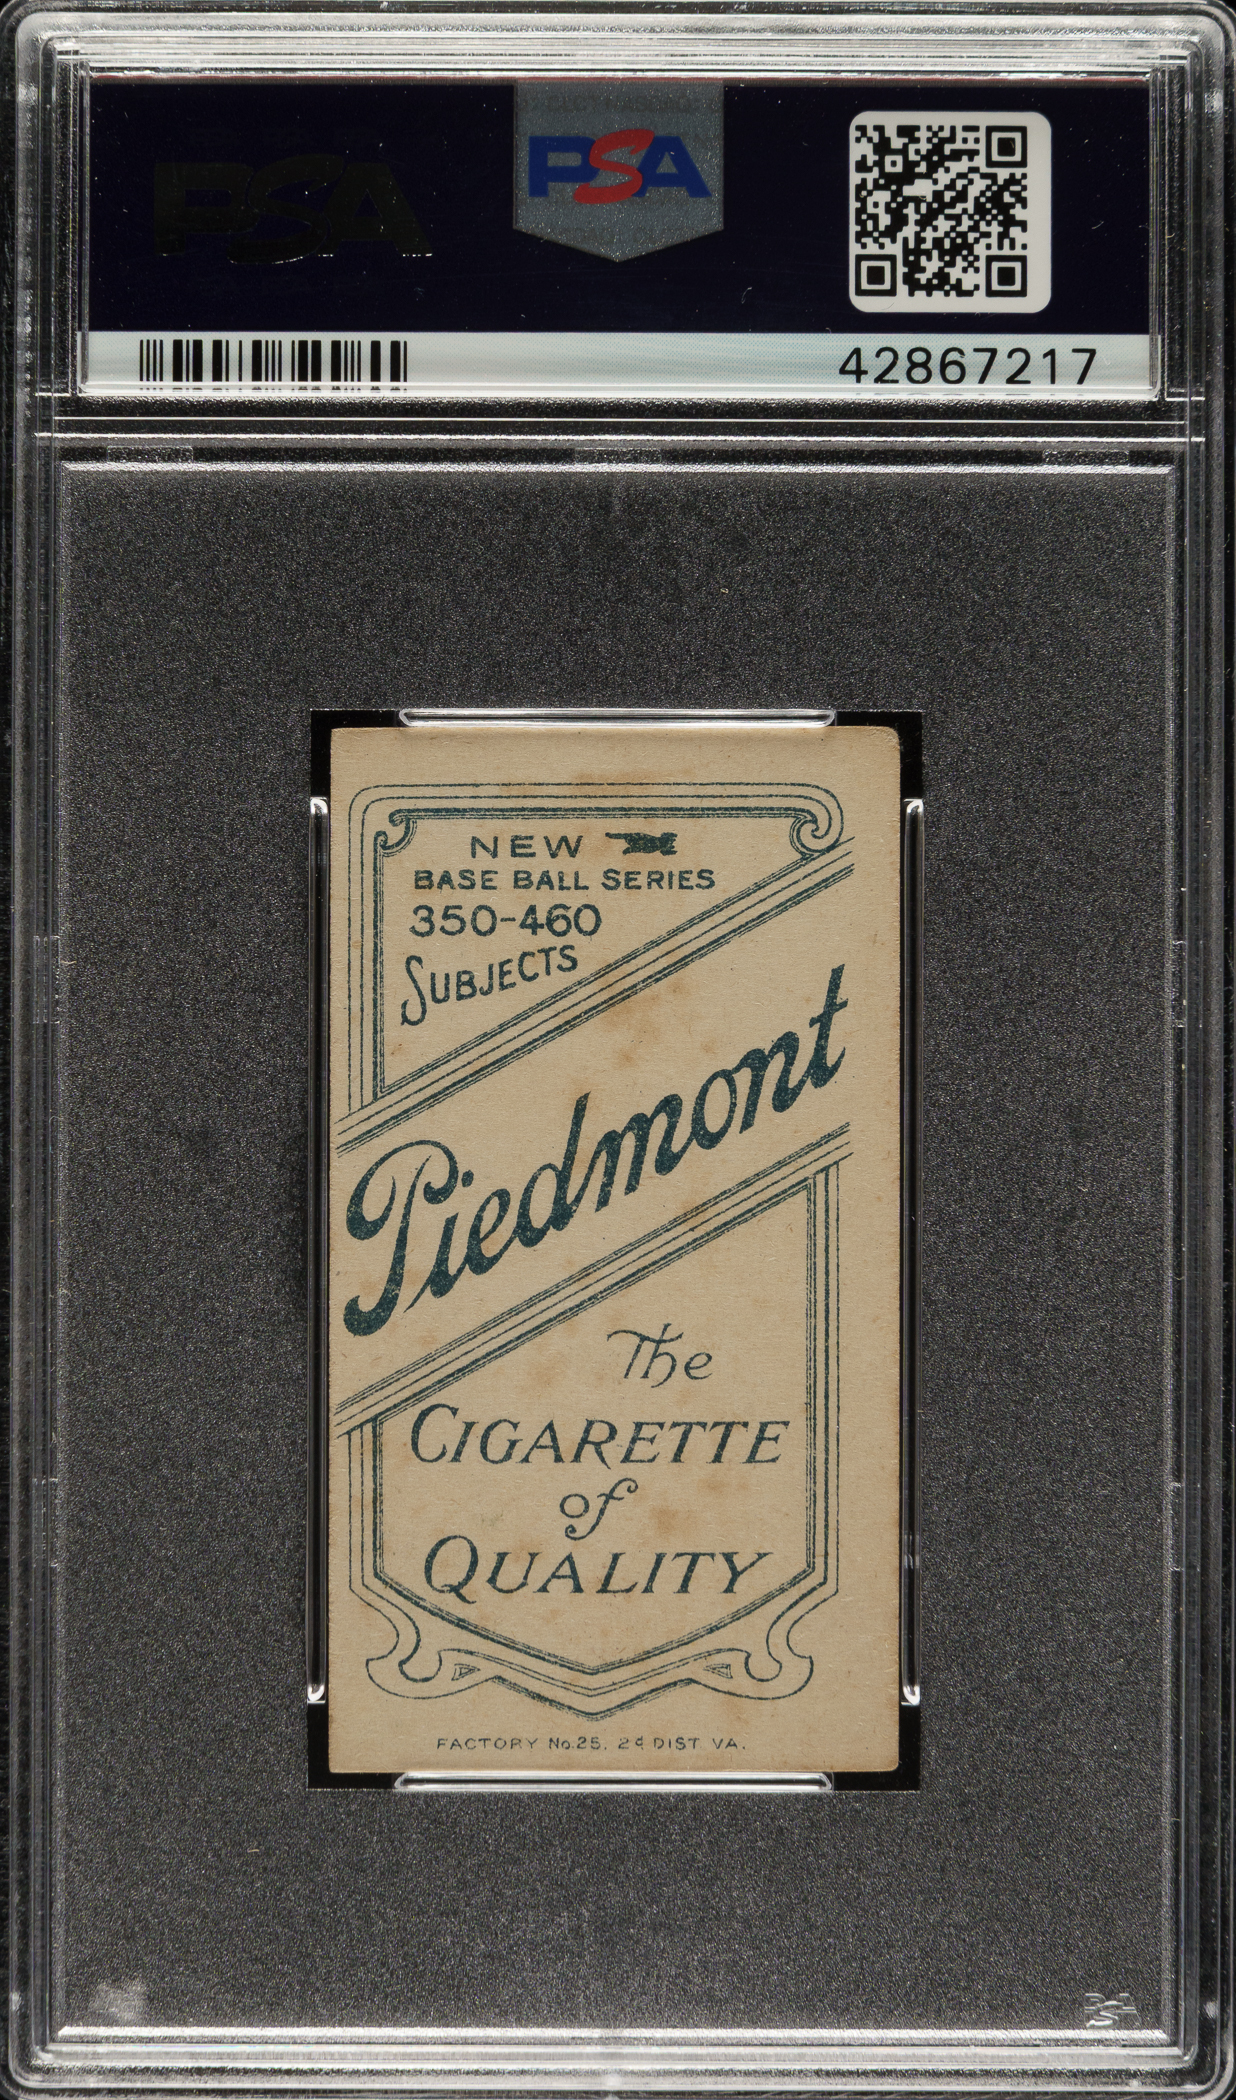 PSA
PSA
42867217
NEW
BASE BALL SERIES
350-460
SUBJECTS
Piedmont
The
CIGARETTE
of
QUALITY
FACTORY No.25. 2d DIST. VA.